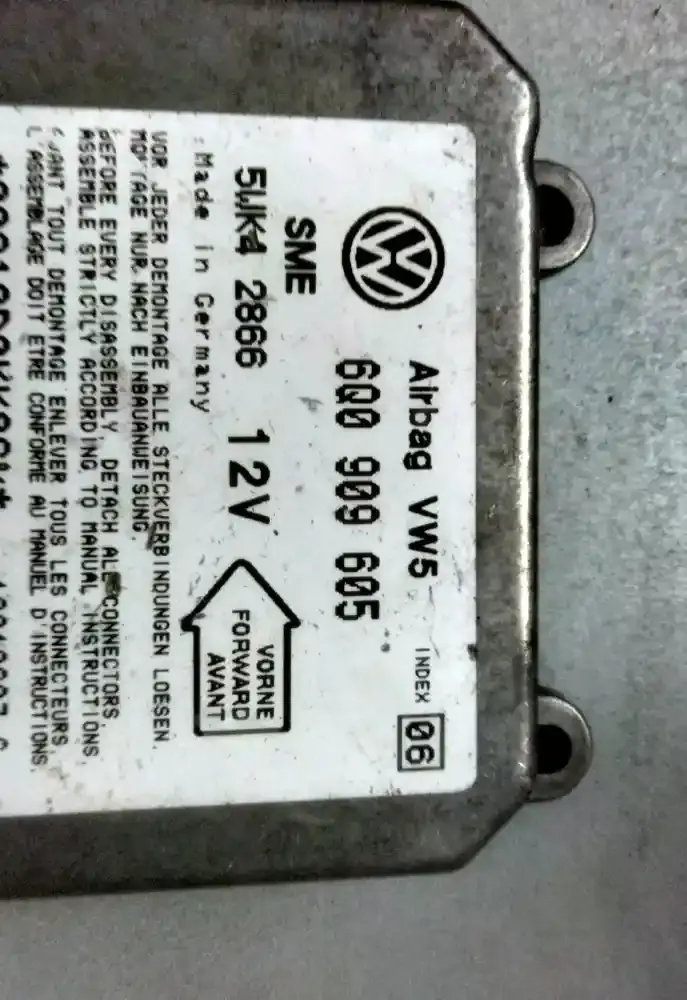 Airbag VW5 INDEX 06
6Q0 909 605
SME
5WK4 2866 12V
VORNE
FORWARD
AVANT
Made in Germany
VOR JEDER DEMONTAGE ALLE STECKVERBINDUNGEN LOESEN.
MONTAGE NUR NACH EINBAUANWEISUNG.
BEFORE EVERY DISASSEMBLY, DETACH ALL CONNECTORS.
ASSEMBLE STRICTLY ACCORDING TO MANUAL INSTRUCTIONS.
AVANT TOUT DEMONTAGE ENLEVER TOUS LES CONNECTEURS
L'ASSEMBLAGE DOIT ETRE CONFORME AU MANUEL D'INSTRUCTIONS.